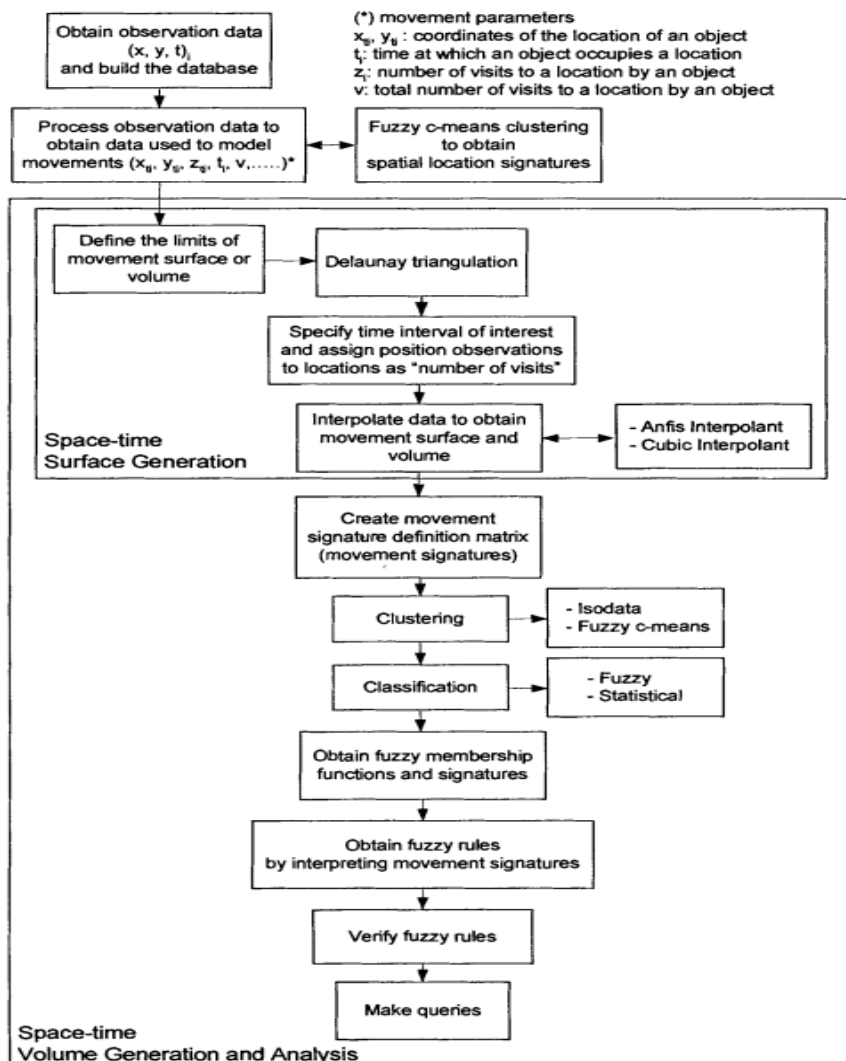 Obtain observation data
(x, y, t)i
and build the database
(*) movement parameters
xti, yti : coordinates of the location of an object
ti: time at which an object occupies a location
zi: number of visits to a location by an object
v: total number of visits to a location by an object
Process observation data to
obtain data used to model
movements (xti, yti, zti, ti, v,.....)*
Fuzzy c-means clustering
to obtain
spatial location signatures
Define the limits of
movement surface or
volume
Delaunay triangulation
Specify time interval of interest
and assign position observations
to locations as "number of visits"
Interpolate data to obtain
movement surface and
volume
- Anfis Interpolant
- Cubic Interpolant
Space-time
Surface Generation
Create movement
signature definition matrix
(movement signatures)
Clustering
- Isodata
- Fuzzy c-means
Classification
- Fuzzy
- Statistical
Obtain fuzzy membership
functions and signatures
Obtain fuzzy rules
by interpreting movement signatures
Verify fuzzy rules
Make queries
Space-time
Volume Generation and Analysis